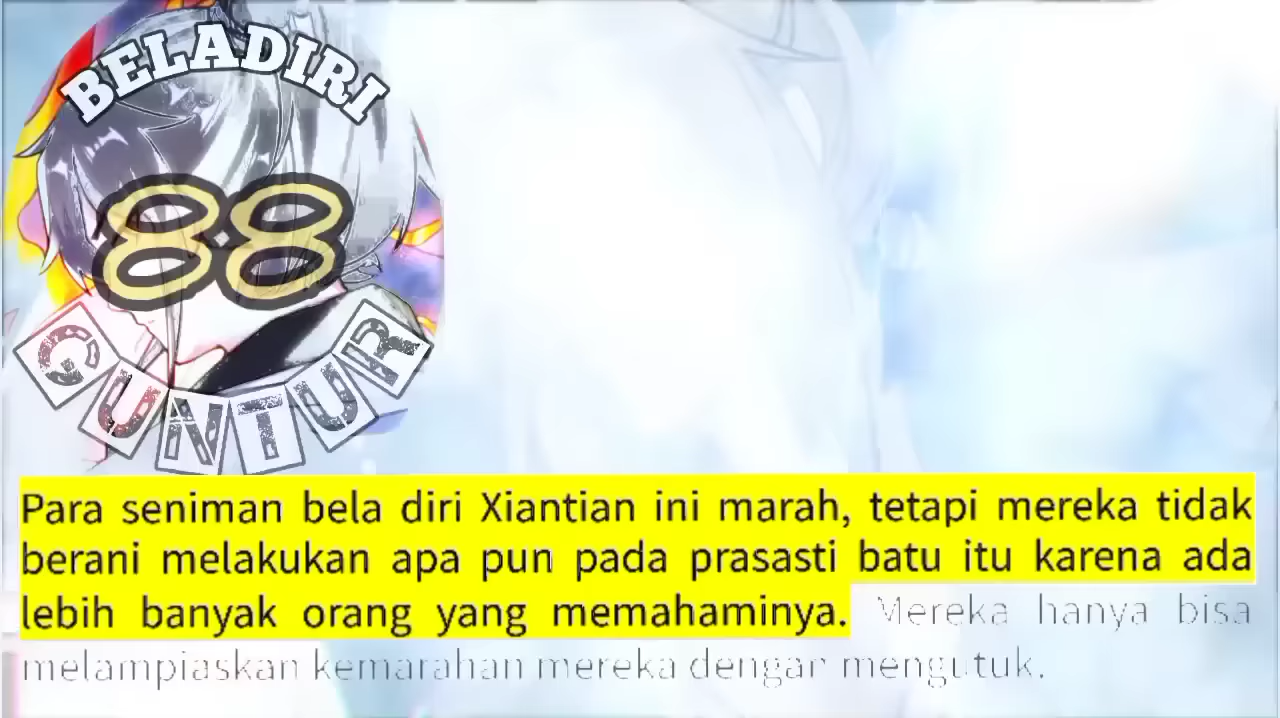 BELADIRI
88
GUNTUR
Para seniman bela diri Xiantian ini marah, tetapi mereka tidak
berani melakukan apa pun pada prasasti batu itu karena ada
lebih banyak orang yang memahaminya. Mereka hanya bisa
melampiaskan kemarahan mereka dengan mengutuk.